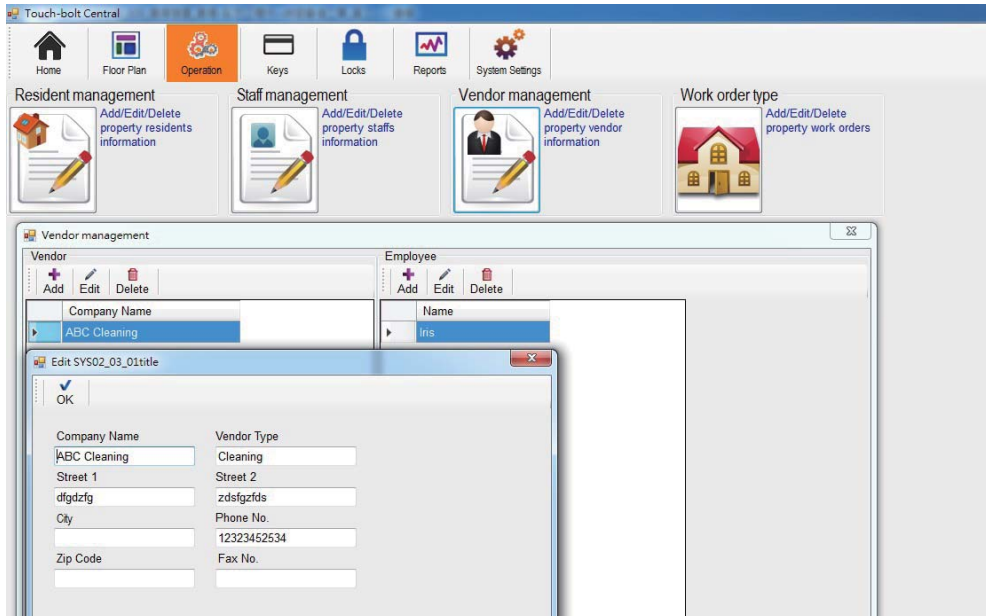 Touch-bolt Central
Home Floor Plan Operation Keys Locks Reports System Settings
Resident management
Add/Edit/Delete
property residents
information
Staff management
Add/Edit/Delete
property staffs
information
Vendor management
Add/Edit/Delete
property vendor
information
Work order type
Add/Edit/Delete
property work orders
Vendor management
Vendor
Add Edit Delete
Company Name
ABC Cleaning
Employee
Add Edit Delete
Name
Iris
Edit SYS02_03_01title
OK
Company Name Vendor Type
ABC Cleaning Cleaning
Street 1 Street 2
dfgdzfg zdsfgzfds
City Phone No.
12323452534
Zip Code Fax No.